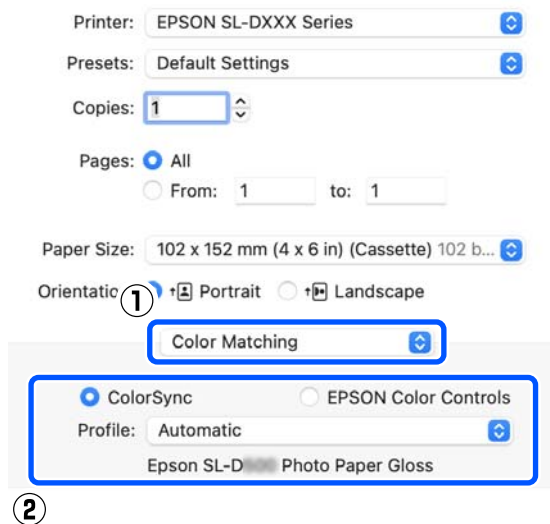 Printer: EPSON SL-DXXX Series
Presets: Default Settings
Copies: 1
Pages: All
From: 1 to: 1
Paper Size: 102 x 152 mm (4 x 6 in) (Cassette) 102 b...
Portrait Landscape
①
Color Matching
ColorSync EPSON Color Controls
Profile: Automatic
Epson SL-D Photo Paper Gloss
②